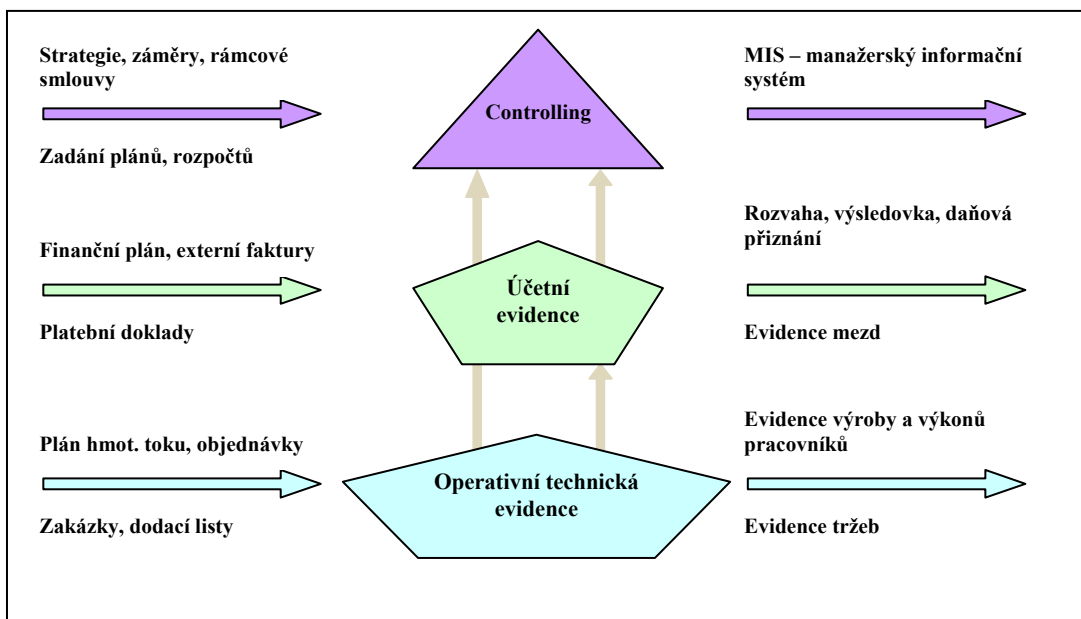 Strategie, záměry, rámcové
smlouvy
Zadání plánů, rozpočtů
Controlling
MIS – manažerský informační
systém
Finanční plán, externí faktury
Platební doklady
Účetní
evidence
Rozvaha, výsledovka, daňová
přiznání
Evidence mezd
Plán hmot. toku, objednávky
Zakázky, dodací listy
Operativní technická
evidence
Evidence výroby a výkonů
pracovníků
Evidence tržeb